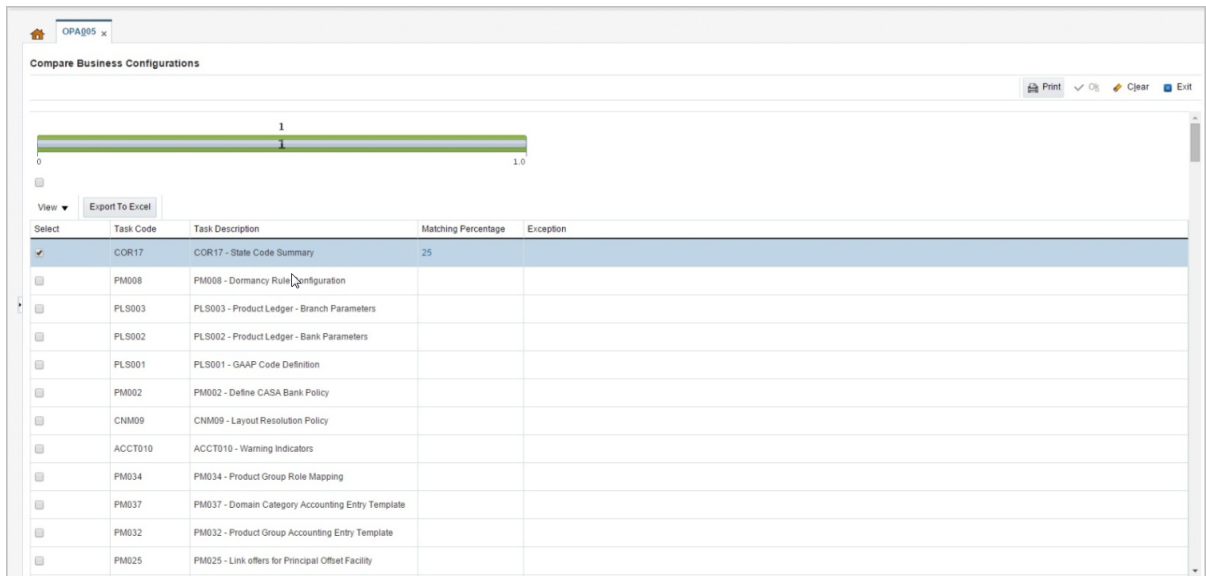 OPA005 x
Compare Business Configurations
Print Ok Clear Exit
1
1
0 1.0
View Export To Excel
Select Task Code Task Description Matching Percentage Exception
COR17 COR17 - State Code Summary 25
PM008 PM008 - Dormancy Rule Configuration
PLS003 PLS003 - Product Ledger - Branch Parameters
PLS002 PLS002 - Product Ledger - Bank Parameters
PLS001 PLS001 - GAAP Code Definition
PM002 PM002 - Define CASA Bank Policy
CNM09 CNM09 - Layout Resolution Policy
ACCT010 ACCT010 - Warning Indicators
PM034 PM034 - Product Group Role Mapping
PM037 PM037 - Domain Category Accounting Entry Template
PM032 PM032 - Product Group Accounting Entry Template
PM025 PM025 - Link offers for Principal Offset Facility